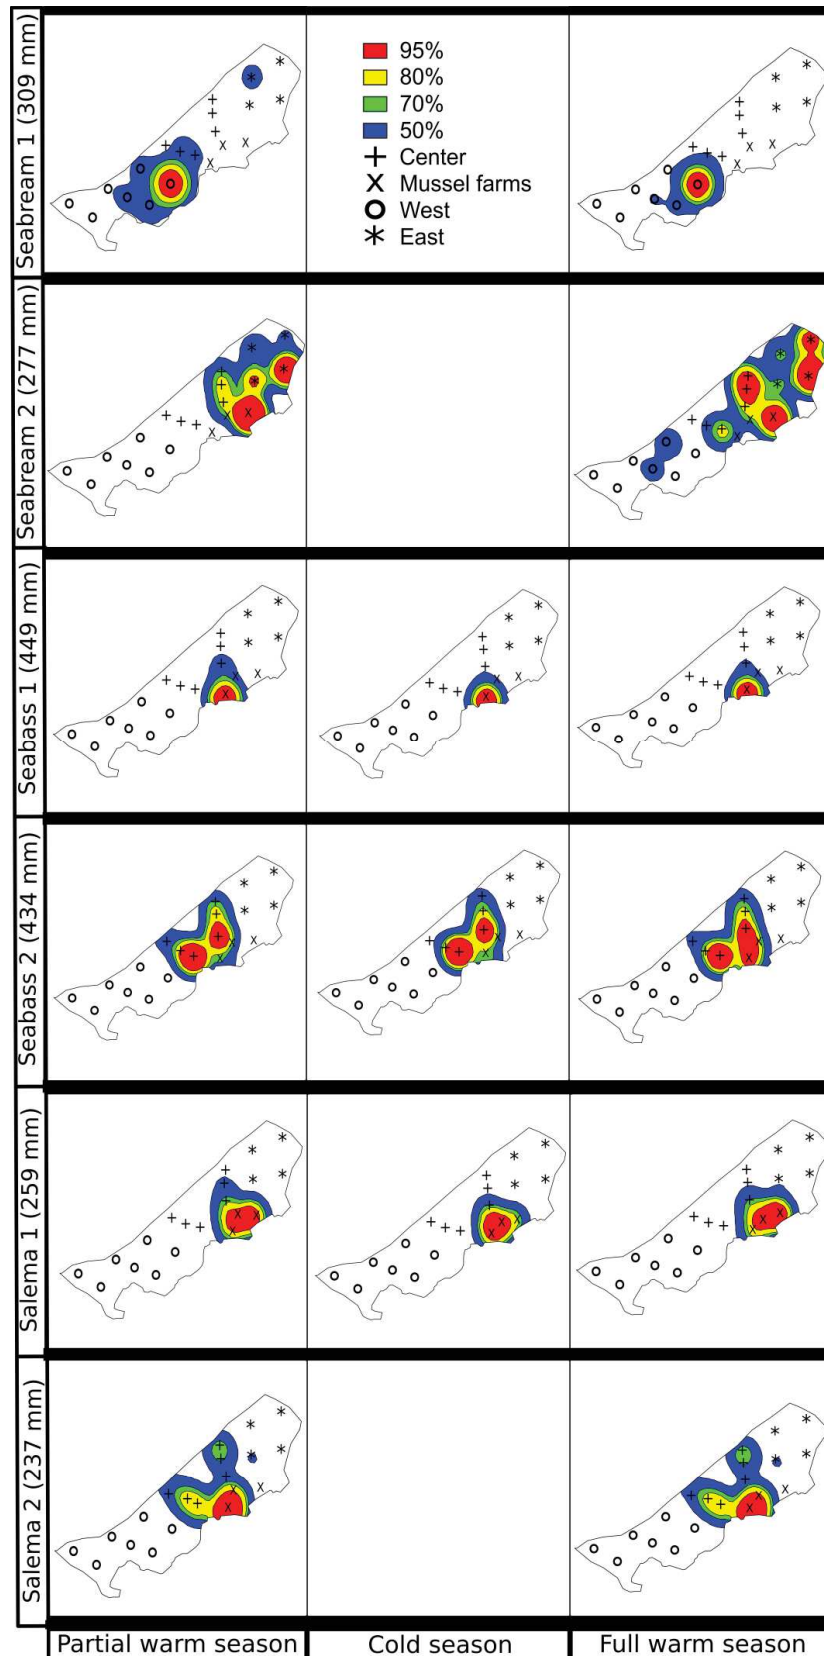 Seabream 1 (309 mm)
95%
80%
70%
50%
Center
Mussel farms
West
East
Seabream 2 (277 mm)
Seabass 1 (449 mm)
Seabass 2 (434 mm)
Salema 1 (259 mm)
Salema 2 (237 mm)
Partial warm season
Cold season
Full warm season